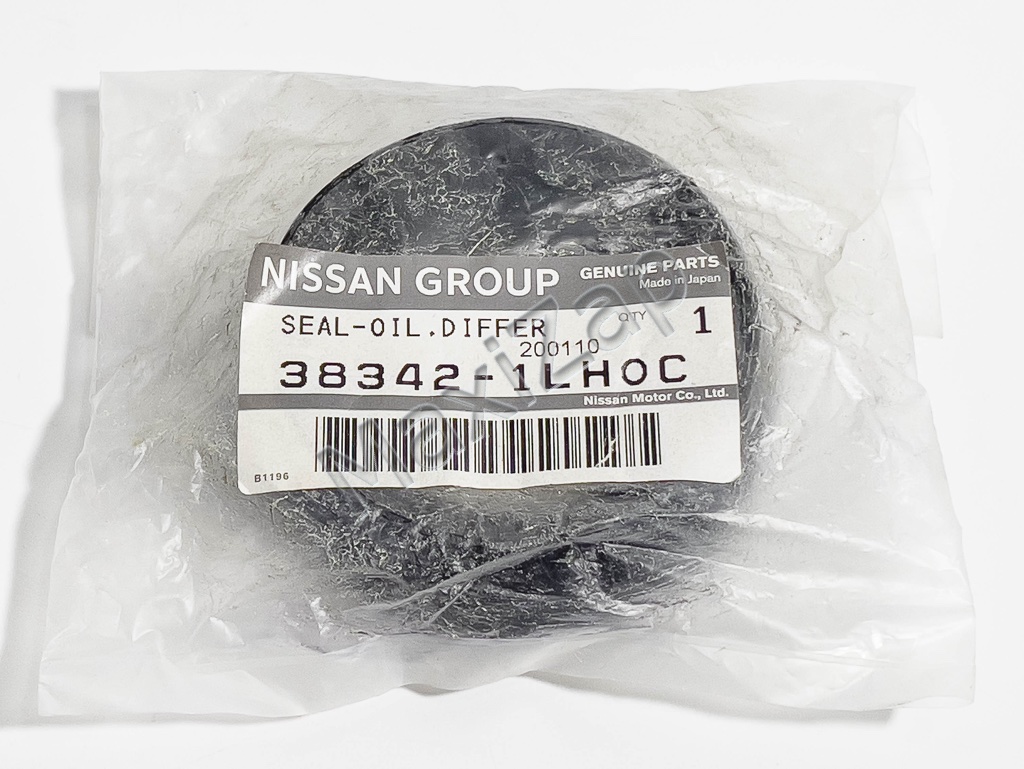 NISSAN GROUP
GENUINE PARTS
Made in Japan
SEAL-OIL.DIFFER
QTY 1
200110
38342-1LH0C
Nissan Motor Co., Ltd.
B1196
MaxiZap